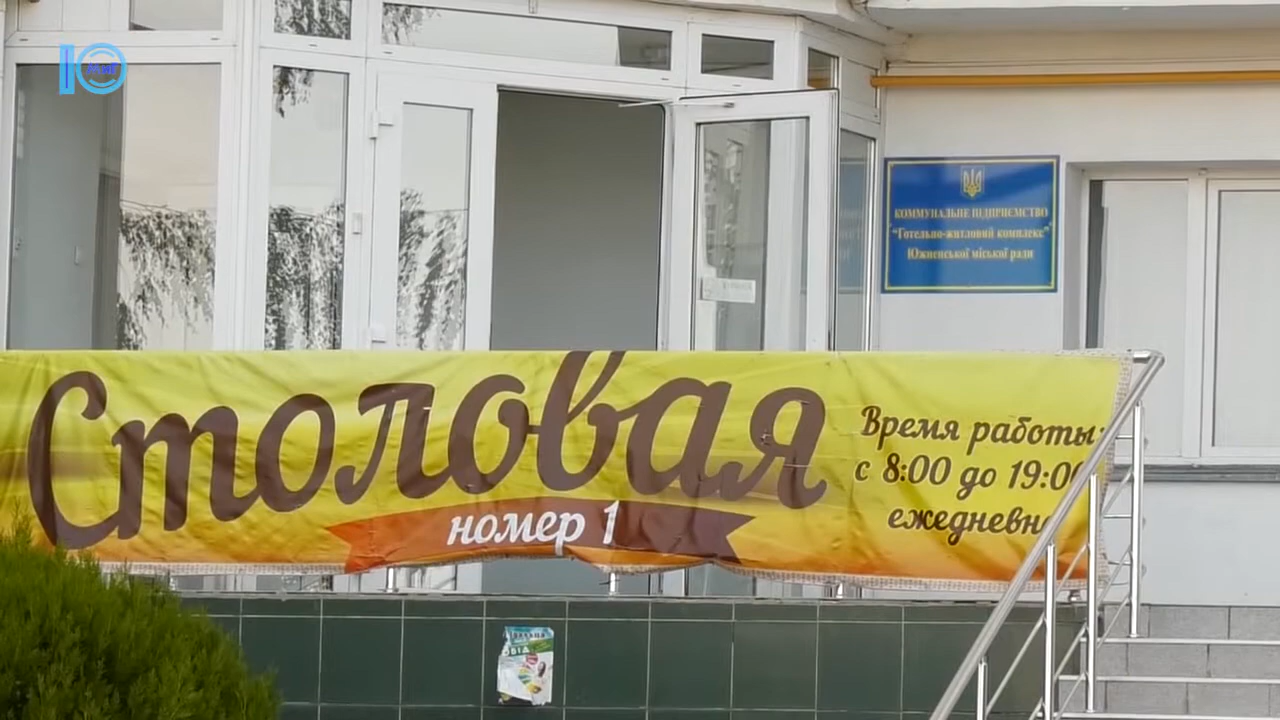 КОММУНАЛЬНЕ ПІДПРИЄМСТВО
"Готельно-житловий комплекс"
Южненської міської ради
Столовая
номер 1
Время работы:
с 8:00 до 19:00
ежедневно